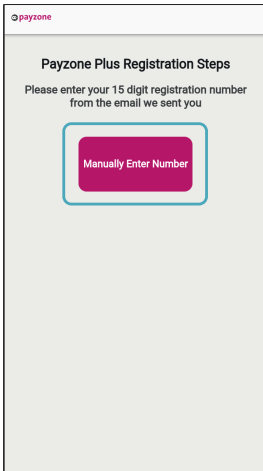 payzone
Payzone Plus Registration Steps
Please enter your 15 digit registration number
from the email we sent you
Manually Enter Number